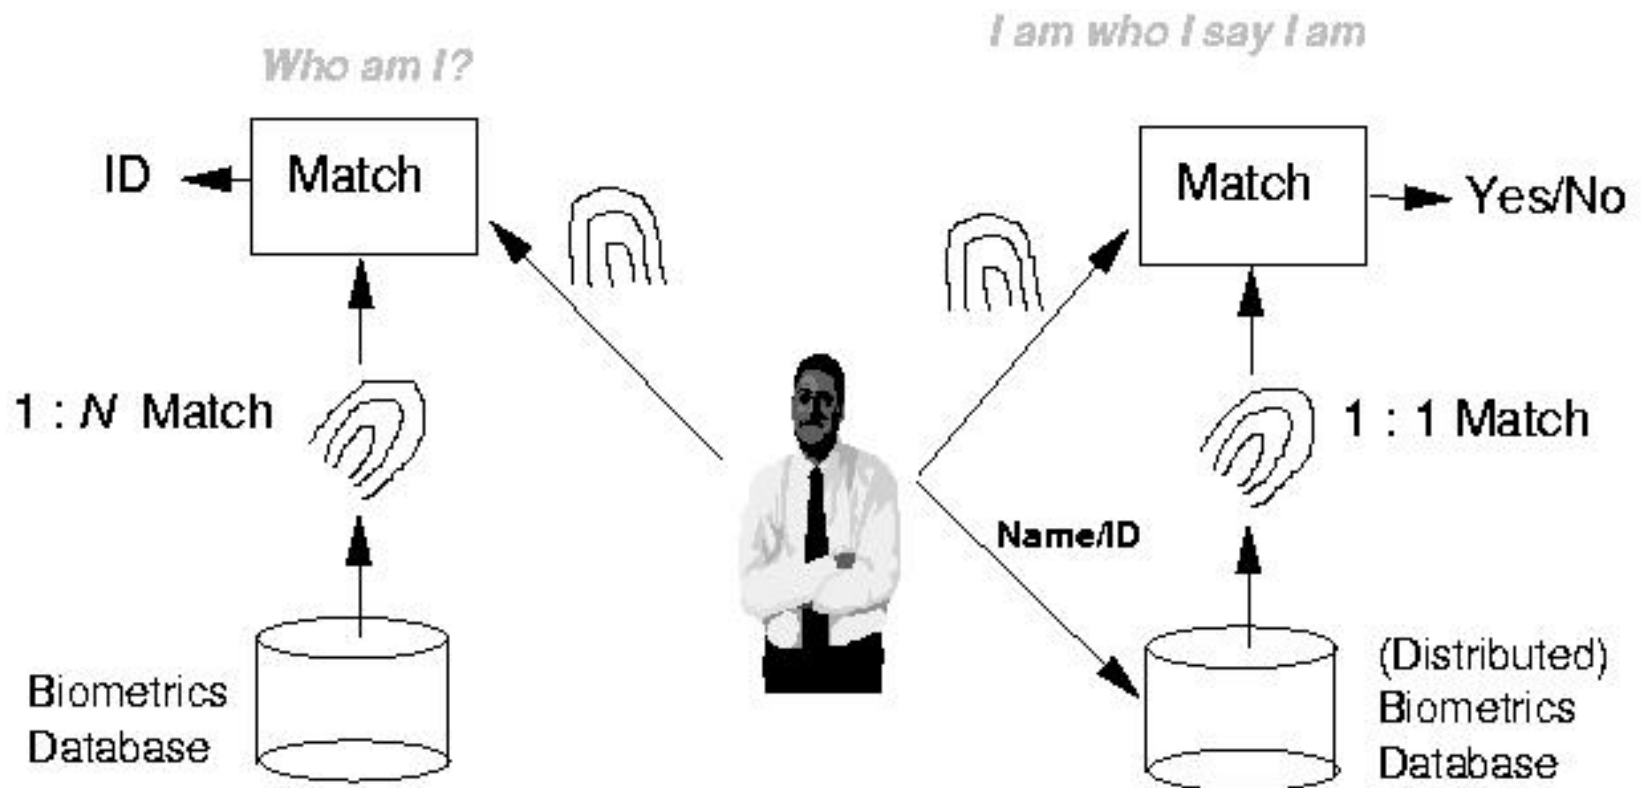 Who am I?
I am who I say I am
ID
Match
Match
Yes/No
1 : N Match
1 : 1 Match
Name/ID
Biometrics
Database
(Distributed)
Biometrics
Database